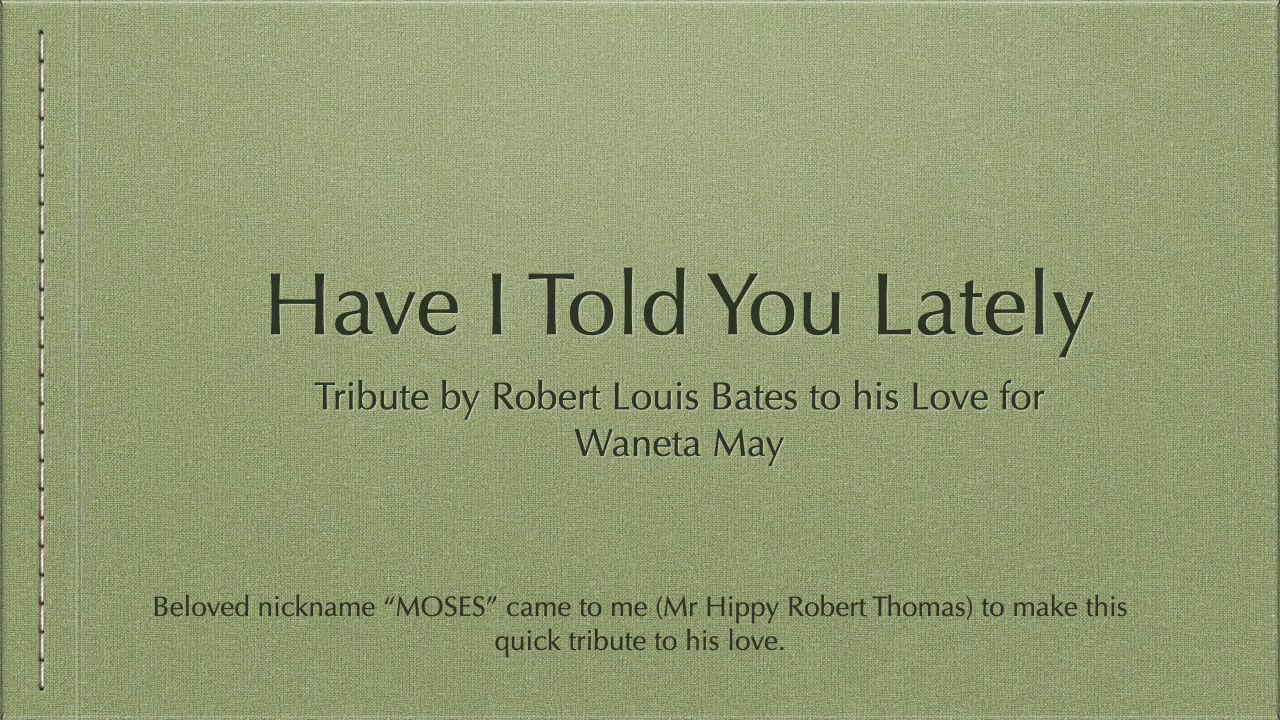 Have I Told You Lately
Tribute by Robert Louis Bates to his Love for
Waneta May
Beloved nickname “MOSES” came to me (Mr Hippy Robert Thomas) to make this
quick tribute to his love.